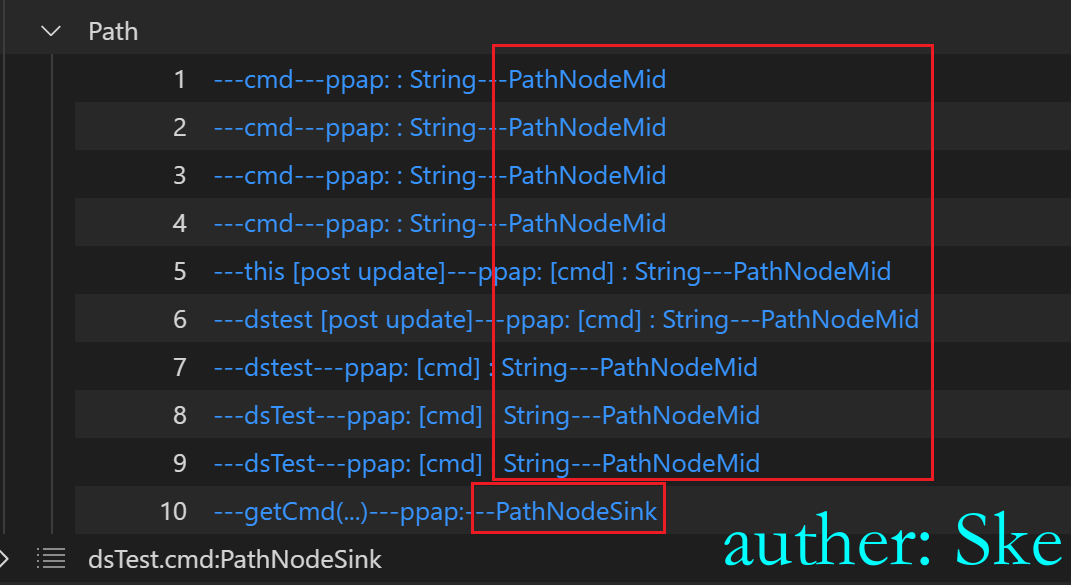 Path
1 ---cmd---ppap: : String---PathNodeMid
2 ---cmd---ppap: : String---PathNodeMid
3 ---cmd---ppap: : String---PathNodeMid
4 ---cmd---ppap: : String---PathNodeMid
5 ---this [post update]---ppap: [cmd] : String---PathNodeMid
6 ---dstest [post update]---ppap: [cmd] : String---PathNodeMid
7 ---dstest---ppap: [cmd] : String---PathNodeMid
8 ---dsTest---ppap: [cmd] String---PathNodeMid
9 ---dsTest---ppap: [cmd] String---PathNodeMid
10 ---getCmd(...)---ppap:---PathNodeSink
dsTest.cmd:PathNodeSink
auther: Ske